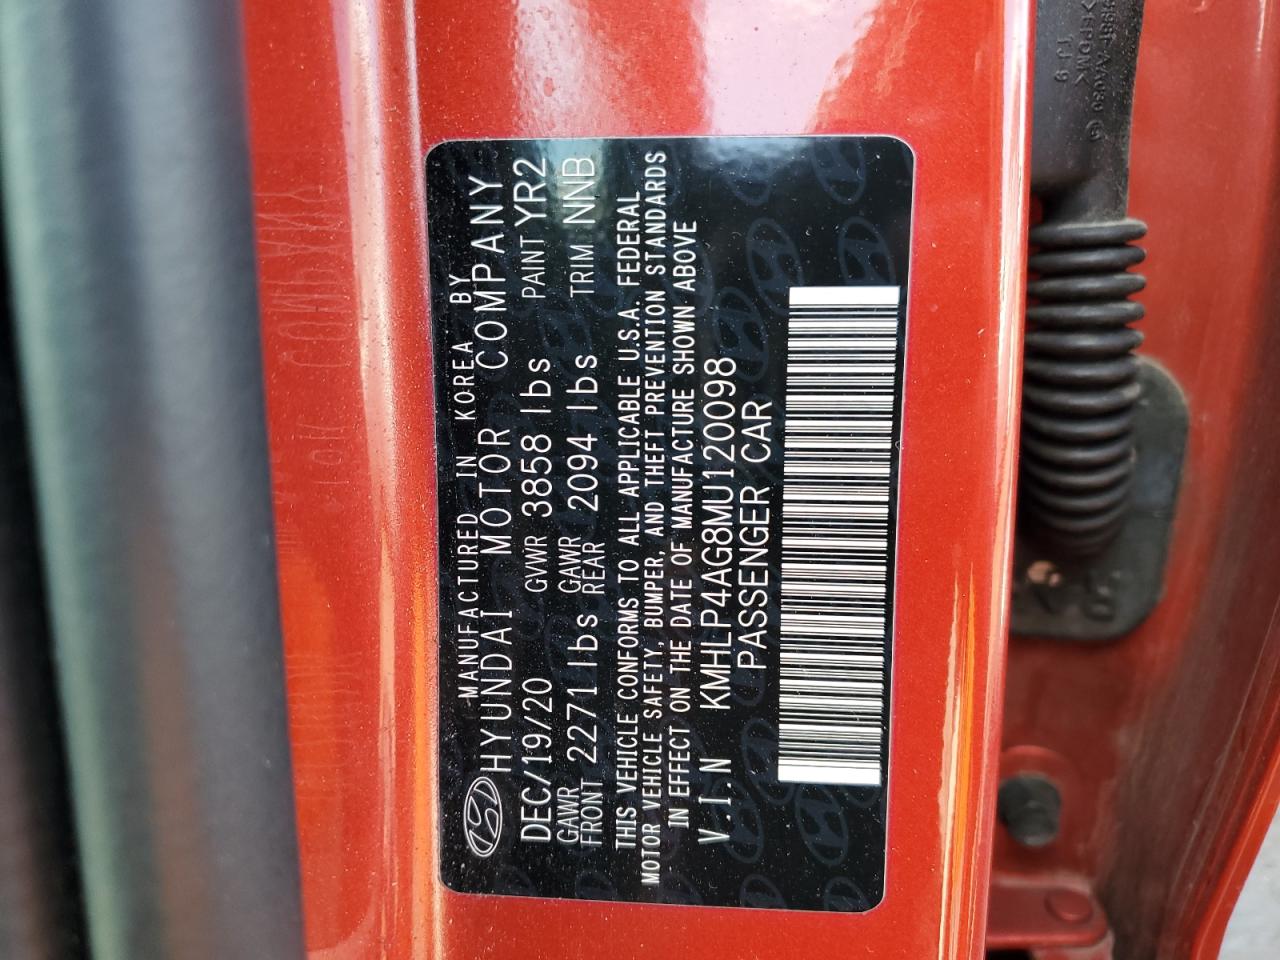 MANUFACTURED IN KOREA BY
HYUNDAI MOTOR COMPANY
DEC/19/20 GVWR 3858 lbs PAINT YR2
GAWR FRONT 2271 lbs GAWR REAR 2094 lbs TRIM NNB
THIS VEHICLE CONFORMS TO ALL APPLICABLE U.S.A. FEDERAL
MOTOR VEHICLE SAFETY, BUMPER, AND THEFT PREVENTION STANDARDS
IN EFFECT ON THE DATE OF MANUFACTURE SHOWN ABOVE
V.I.N KMHLP4AG8MU120098
PASSENGER CAR